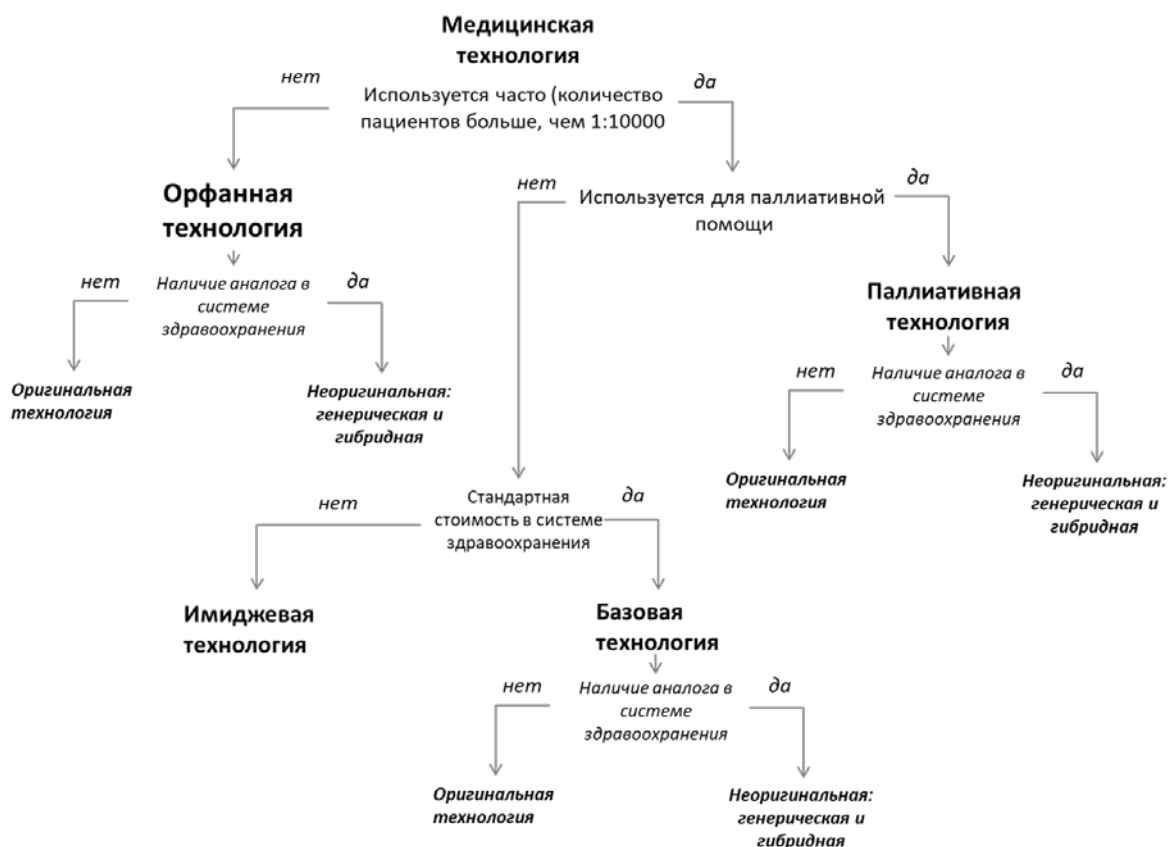 Медицинская
технология
нет
да
Используется часто (количество
пациентов больше, чем 1:10000
Орфанная
технология
нет
да
Используется для паллиативной
помощи
нет
да
Наличие аналога в
системе
здравоохранения
Паллиативная
технология
Оригинальная
технология
Неоригинальная:
генерическая и
гибридная
нет
да
Наличие аналога в
системе
здравоохранения
Оригинальная
технология
Неоригинальная:
генерическая и
гибридная
нет
да
Стандартная
стоимость в системе
здравоохранения
Имиджевая
технология
Базовая
технология
нет
да
Наличие аналога в
системе
здравоохранения
Оригинальная
технология
Неоригинальная:
генерическая и
гибридная